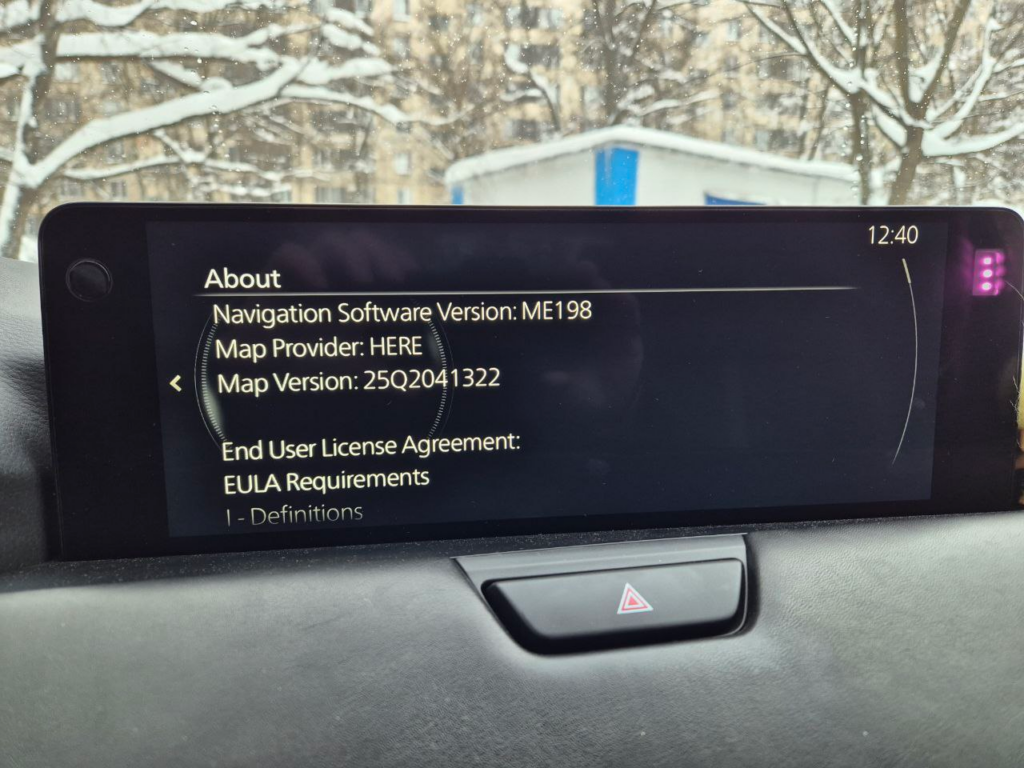 12:40
About
Navigation Software Version: ME198
Map Provider: HERE
Map Version: 25Q2041322
End User License Agreement:
EULA Requirements
I - Definitions